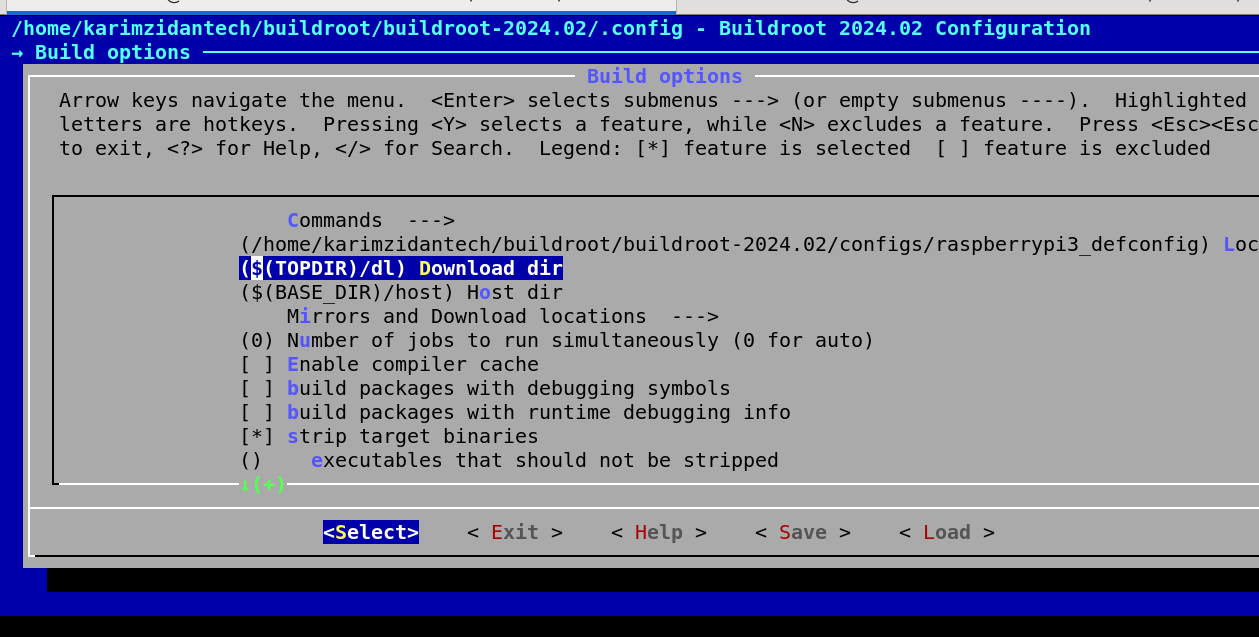 /home/karimzidantech/buildroot/buildroot-2024.02/.config - Buildroot 2024.02 Configuration
→ Build options
Build options
Arrow keys navigate the menu.  <Enter> selects submenus ---> (or empty submenus ----).  Highlighted
letters are hotkeys.  Pressing <Y> selects a feature, while <N> excludes a feature.  Press <Esc><Esc
to exit, <?> for Help, </> for Search.  Legend: [*] feature is selected  [ ] feature is excluded
Commands  --->
(/home/karimzidantech/buildroot/buildroot-2024.02/configs/raspberrypi3_defconfig) Loc
($(TOPDIR)/dl) Download dir
($(BASE_DIR)/host) Host dir
Mirrors and Download locations  --->
(0) Number of jobs to run simultaneously (0 for auto)
[ ] Enable compiler cache
[ ] build packages with debugging symbols
[ ] build packages with runtime debugging info
[*] strip target binaries
()    executables that should not be stripped
↓(+)
<Select>    < Exit >    < Help >    < Save >    < Load >